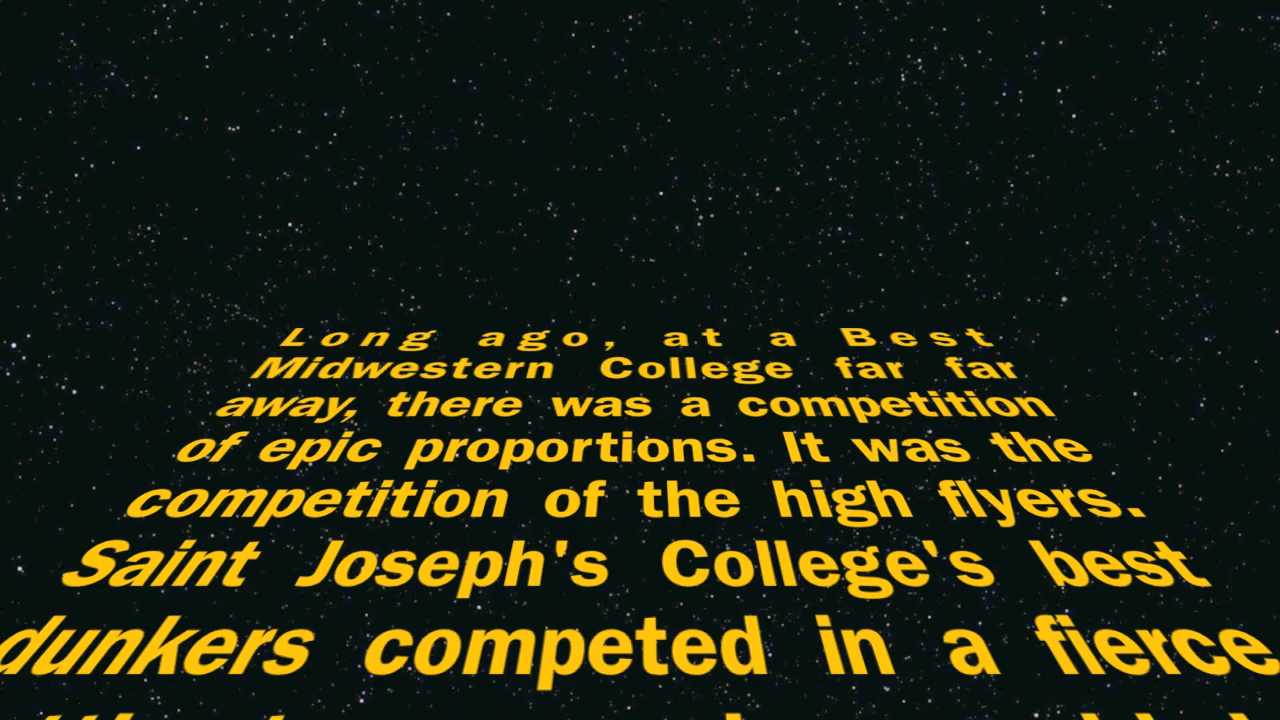 Long ago, at a Best
Midwestern College far far
away, there was a competition
of epic proportions. It was the
competition of the high flyers.
Saint Joseph's College's best
dunkers competed in a fierce